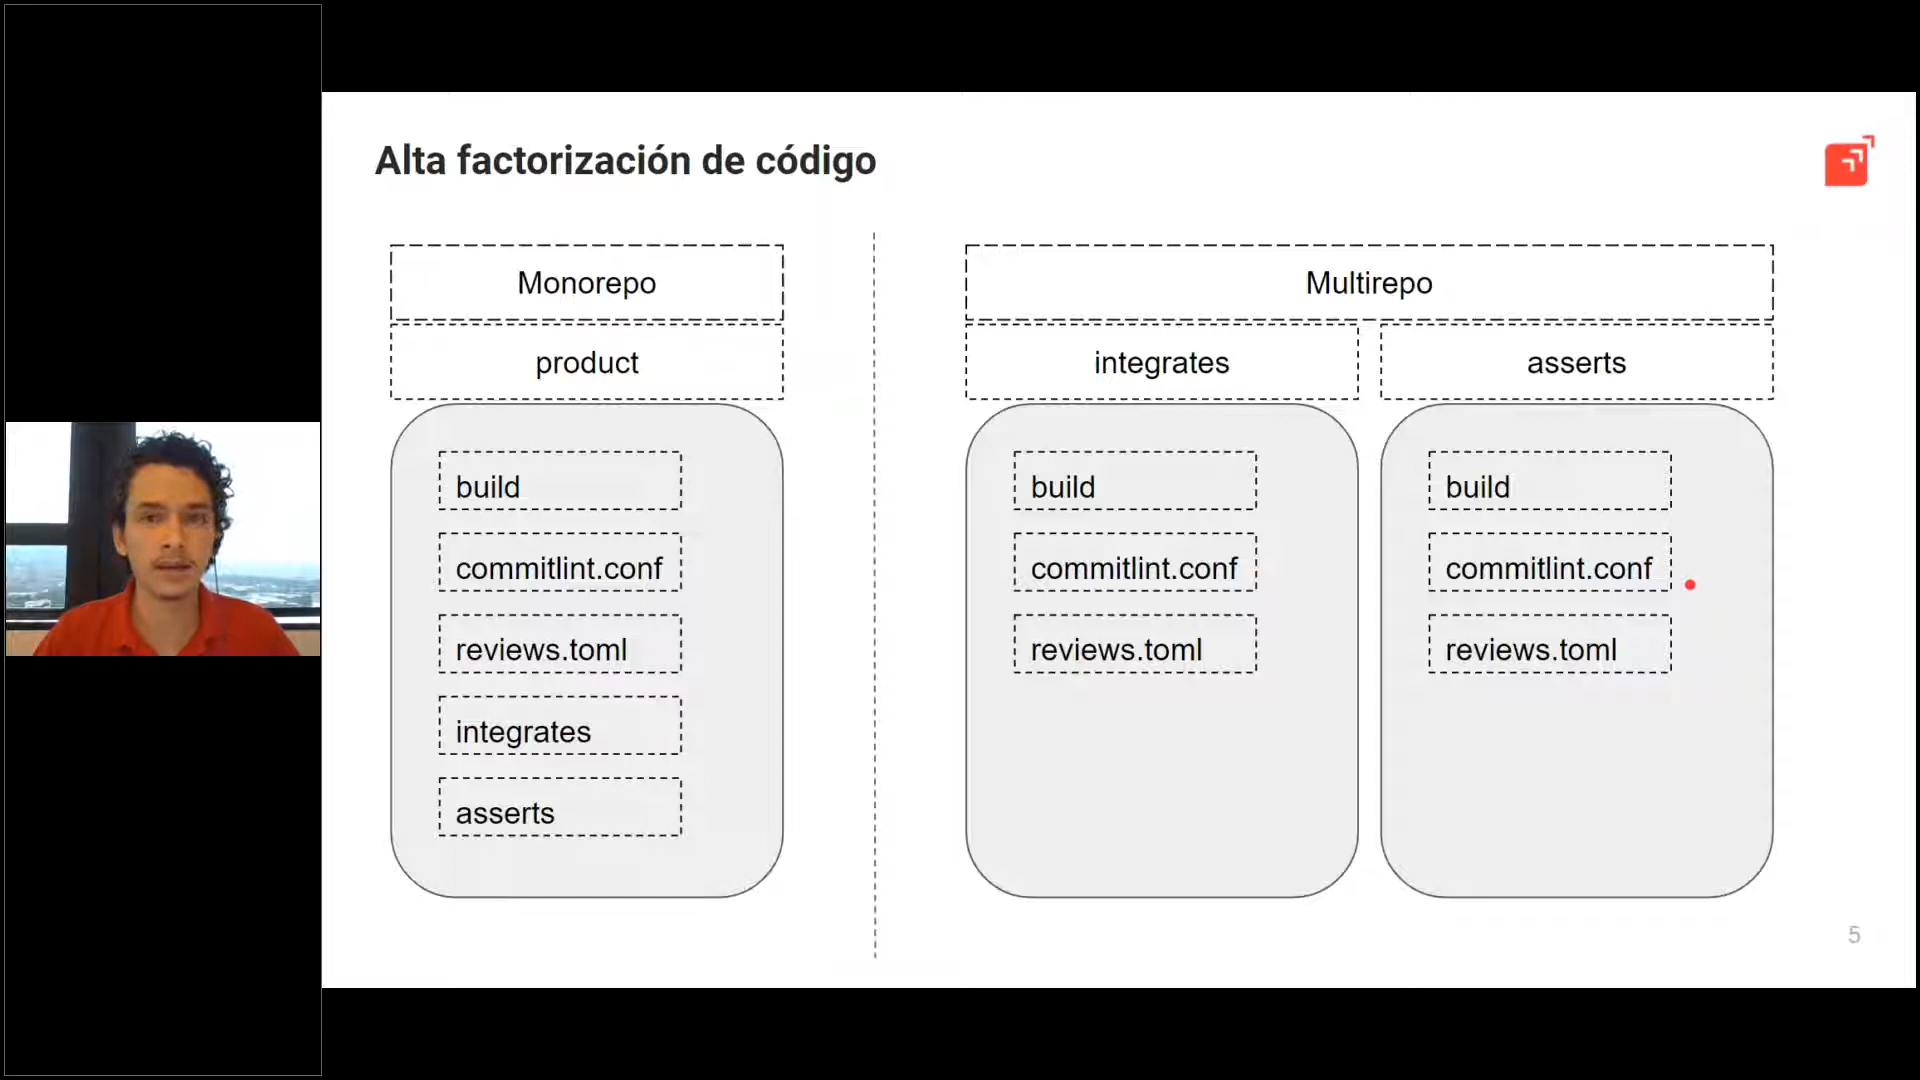 Alta factorización de código
Monorepo
product
build
commitlint.conf
reviews.toml
integrates
asserts
Multirepo
integrates
build
commitlint.conf
reviews.toml
asserts
build
commitlint.conf
reviews.toml
5